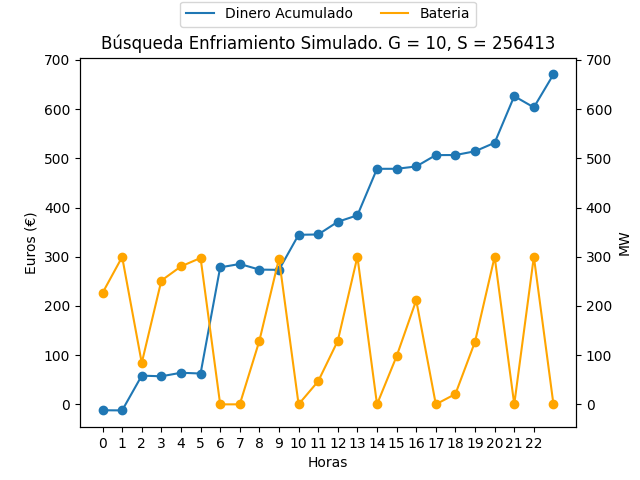 Dinero Acumulado Bateria
Búsqueda Enfriamiento Simulado. G = 10, S = 256413
700 700
600 600
500 500
400 400
300 300
200 200
100 100
0 0
Euros (€)
MW
0 1 2 3 4 5 6 7 8 9 10 11 12 13 14 15 16 17 18 19 20 21 22
Horas